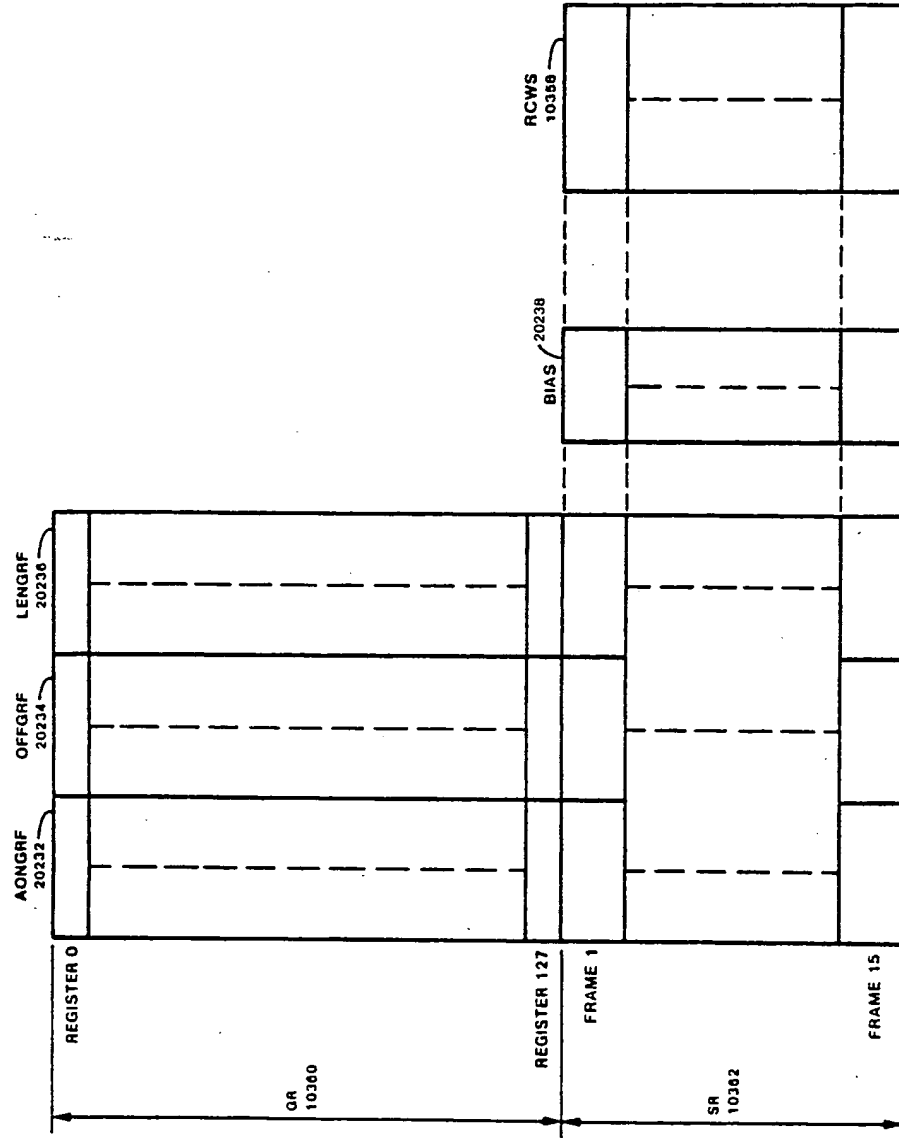 AONGRF
20232
OFFGRF
20234
LENGRF
20236
REGISTER 0
GR
10360
REGISTER 127
BIAS
20238
RCWS
10358
FRAME 1
SR
10362
FRAME 15